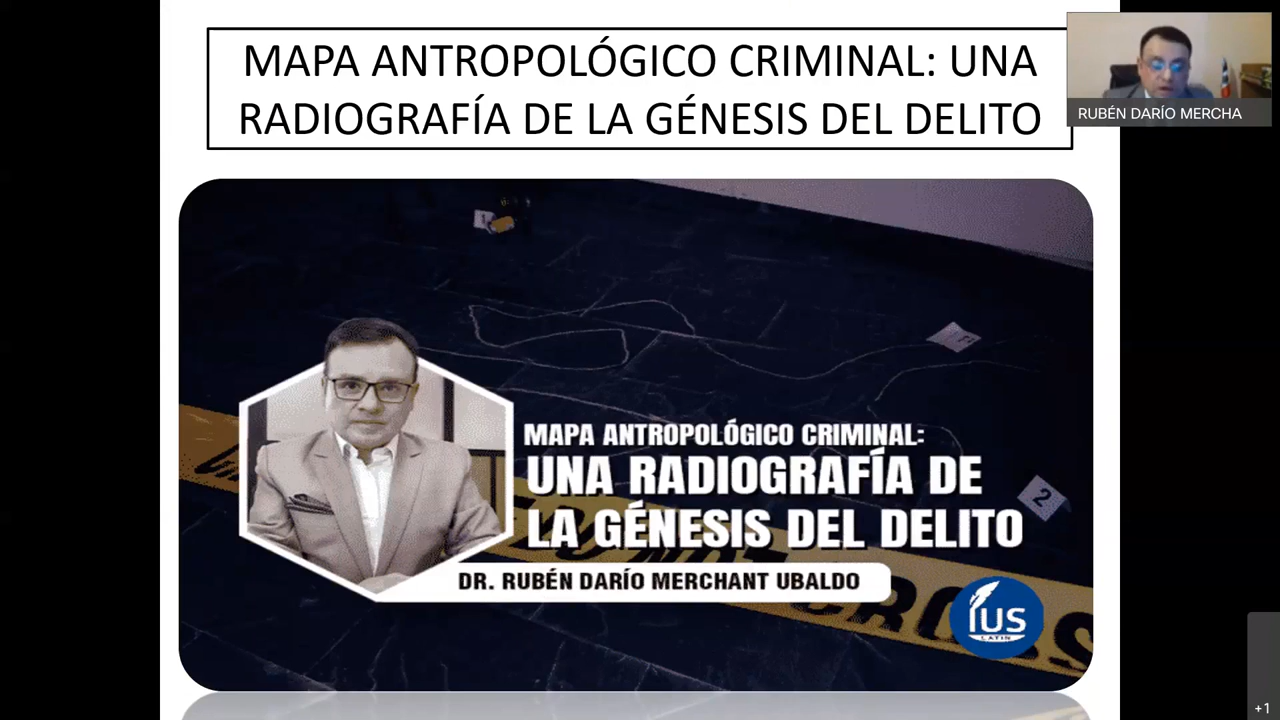 MAPA ANTROPOLÓGICO CRIMINAL: UNA
RADIOGRAFÍA DE LA GÉNESIS DEL DELITO
RUBÉN DARÍO MERCHA
1
2
MAPA ANTROPOLÓGICO CRIMINAL:
UNA RADIOGRAFÍA DE
LA GÉNESIS DEL DELITO
DR. RUBÉN DARÍO MERCHANT UBALDO
IUS
LATIN
+1